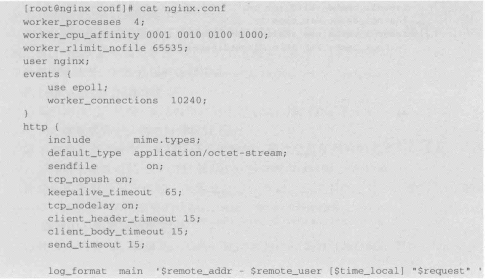 [root@nginx conf]# cat nginx.conf
worker_processes  4;
worker_cpu_affinity 0001 0010 0100 1000;
worker_rlimit_nofile 65535;
user nginx;
events {
    use epoll;
    worker_connections  10240;
}
http {
    include       mime.types;
    default_type  application/octet-stream;
    sendfile        on;
    tcp_nopush on;
    keepalive_timeout  65;
    tcp_nodelay on;
    client_header_timeout 15;
    client_body_timeout 15;
    send_timeout 15;

    log_format  main  '$remote_addr - $remote_user [$time_local] "$request" '